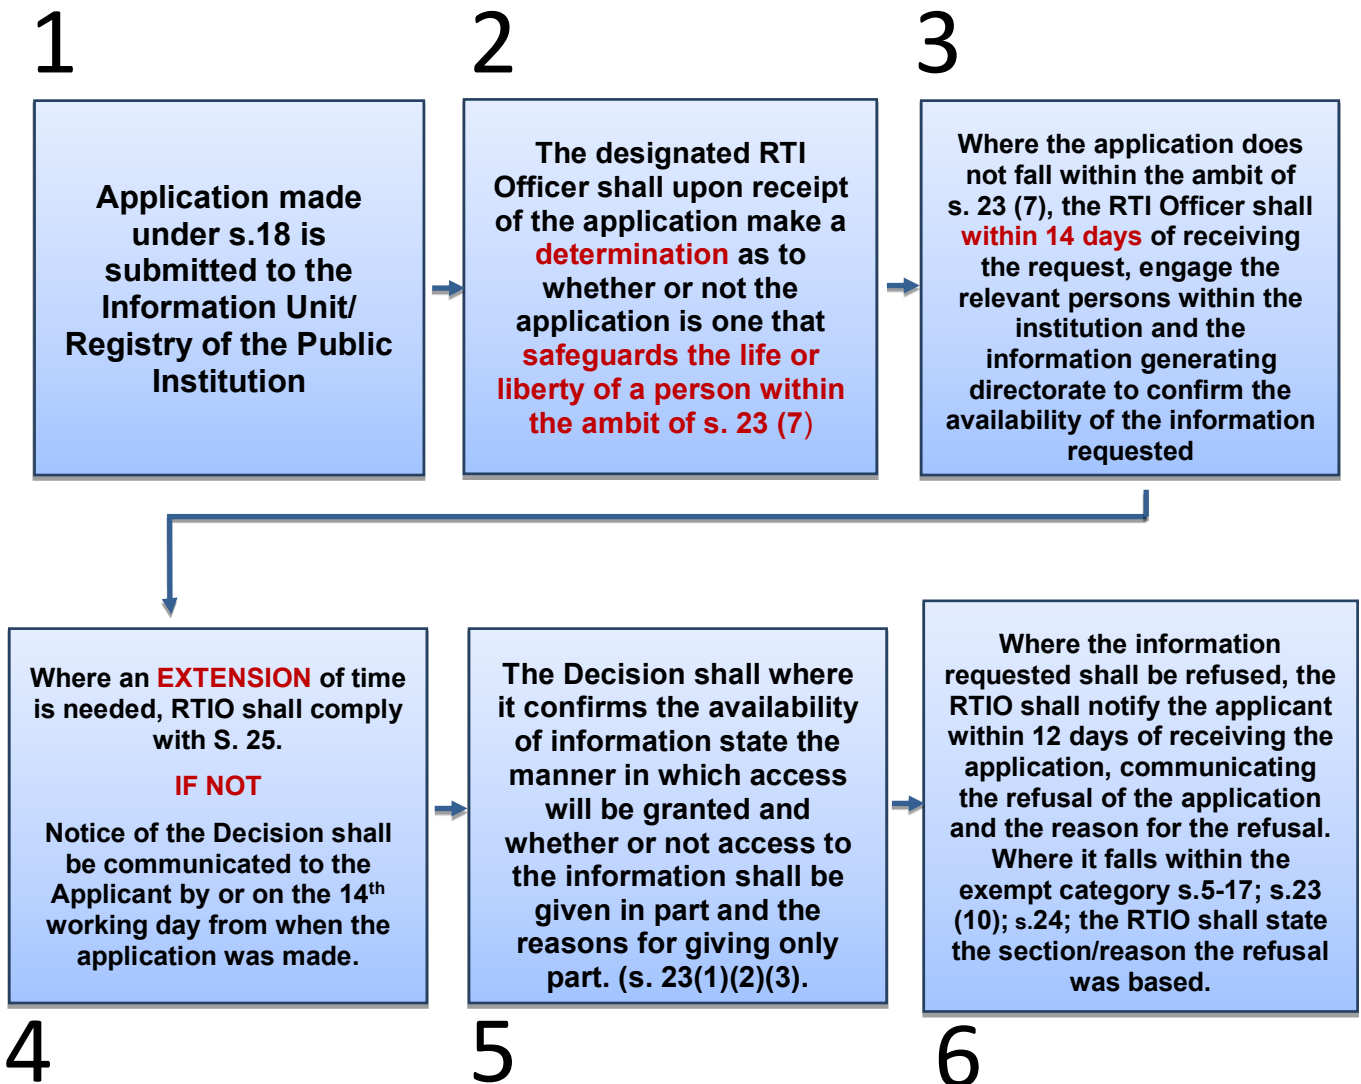 1
Application made
under s.18 is
submitted to the
Information Unit/
Registry of the Public
Institution
2
The designated RTI
Officer shall upon receipt
of the application make a
determination as to
whether or not the
application is one that
safeguards the life or
liberty of a person within
the ambit of s. 23 (7)
3
Where the application does
not fall within the ambit of
s. 23 (7), the RTI Officer shall
within 14 days of receiving
the request, engage the
relevant persons within the
institution and the
information generating
directorate to confirm the
availability of the information
requested
Where an EXTENSION of time
is needed, RTIO shall comply
with S. 25.
IF NOT
Notice of the Decision shall
be communicated to the
Applicant by or on the 14th
working day from when the
application was made.
4
The Decision shall where
it confirms the availability
of information state the
manner in which access
will be granted and
whether or not access to
the information shall be
given in part and the
reasons for giving only
part. (s. 23(1)(2)(3).
5
Where the information
requested shall be refused, the
RTIO shall notify the applicant
within 12 days of receiving the
application, communicating
the refusal of the application
and the reason for the refusal.
Where it falls within the
exempt category s.5-17; s.23
(10); s.24; the RTIO shall state
the section/reason the refusal
was based.
6